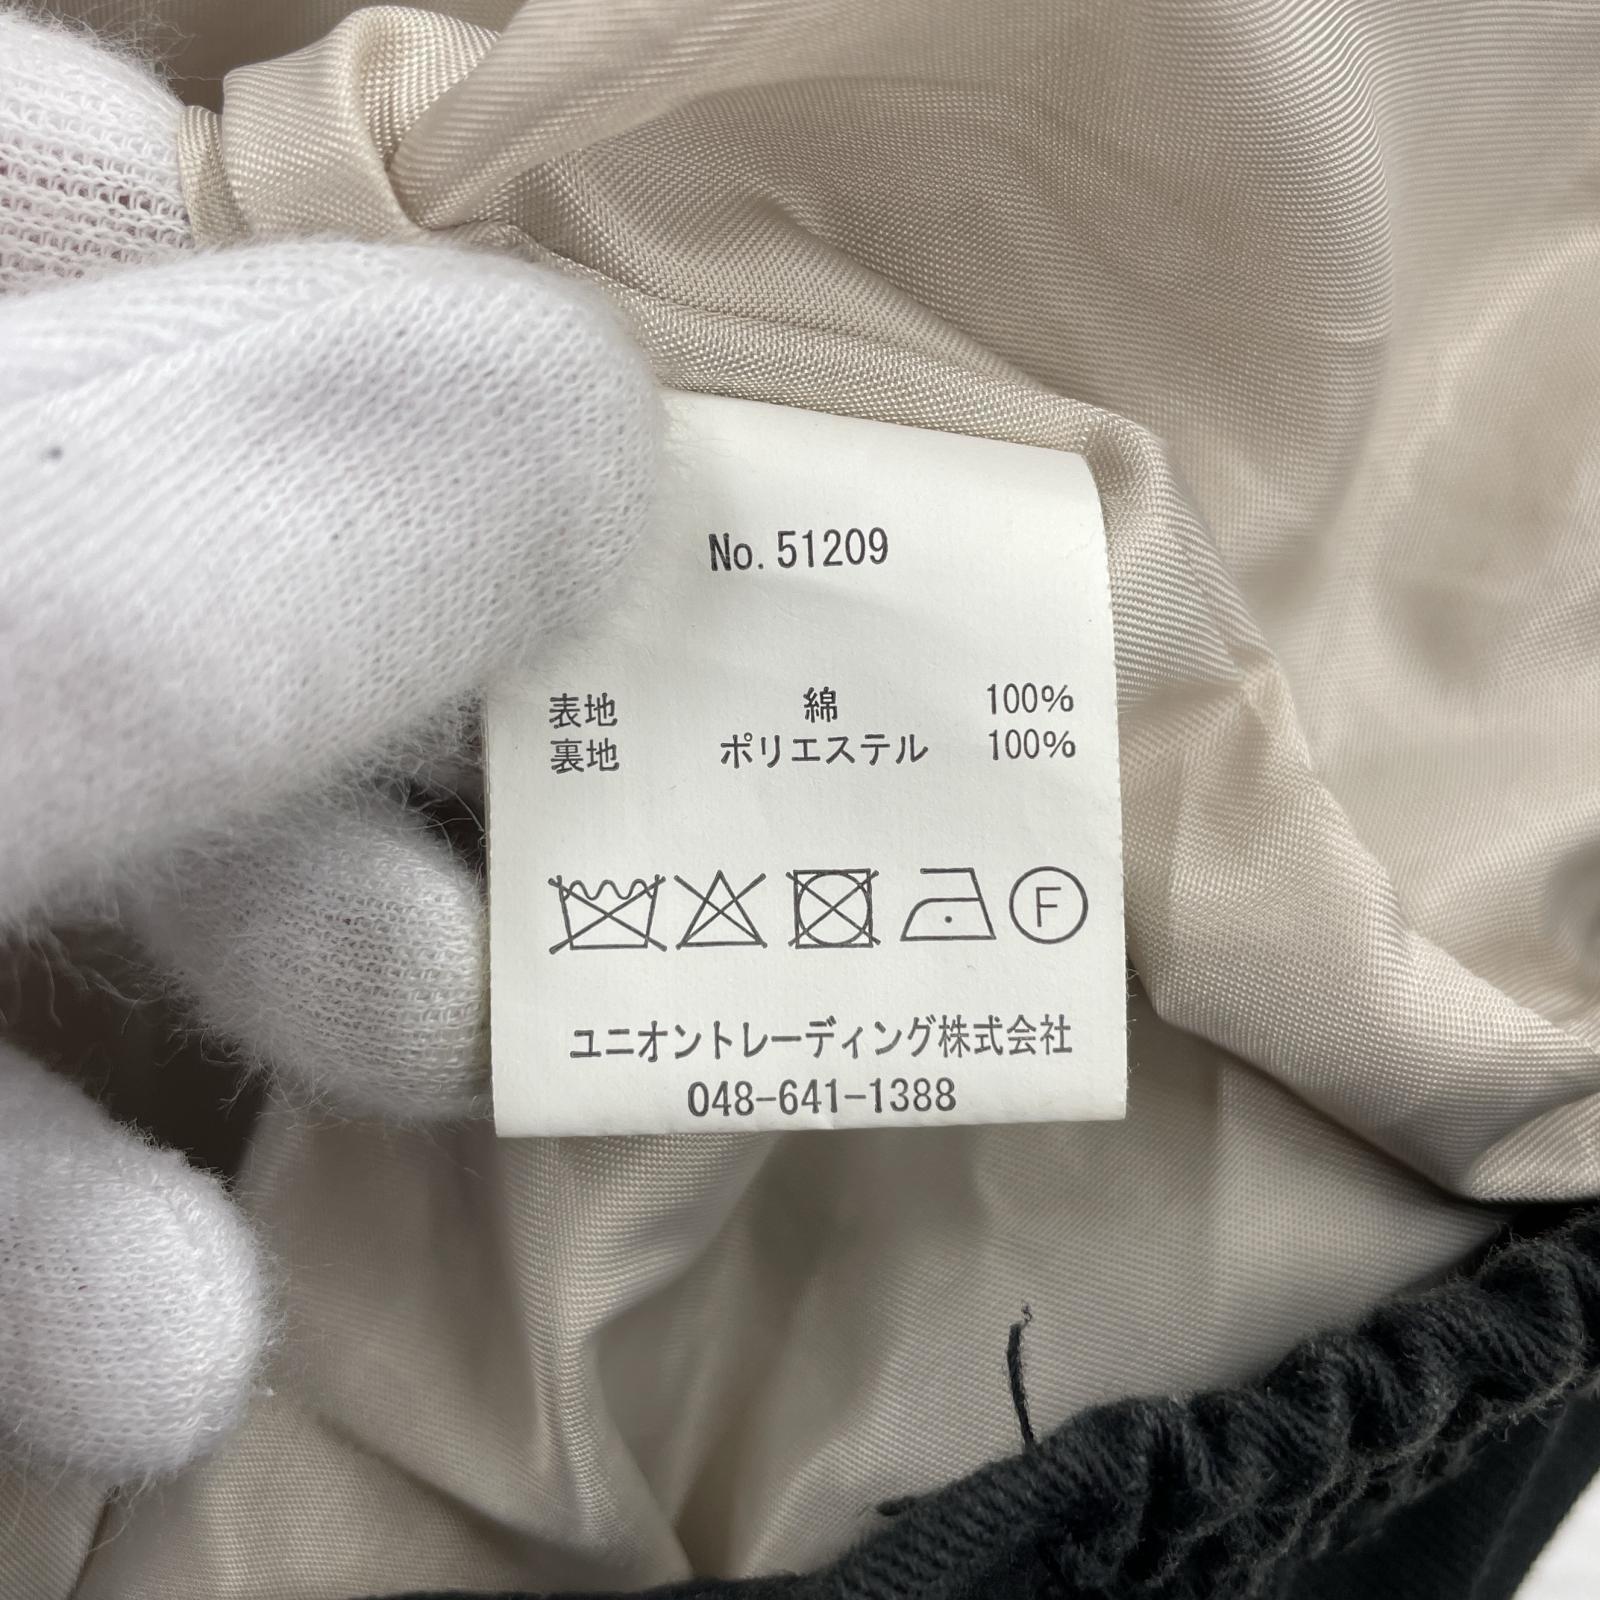 No. 51209
表地 綿 100%
裏地 ポリエステル 100%
F
ユニオントレーディング株式会社
048-641-1388